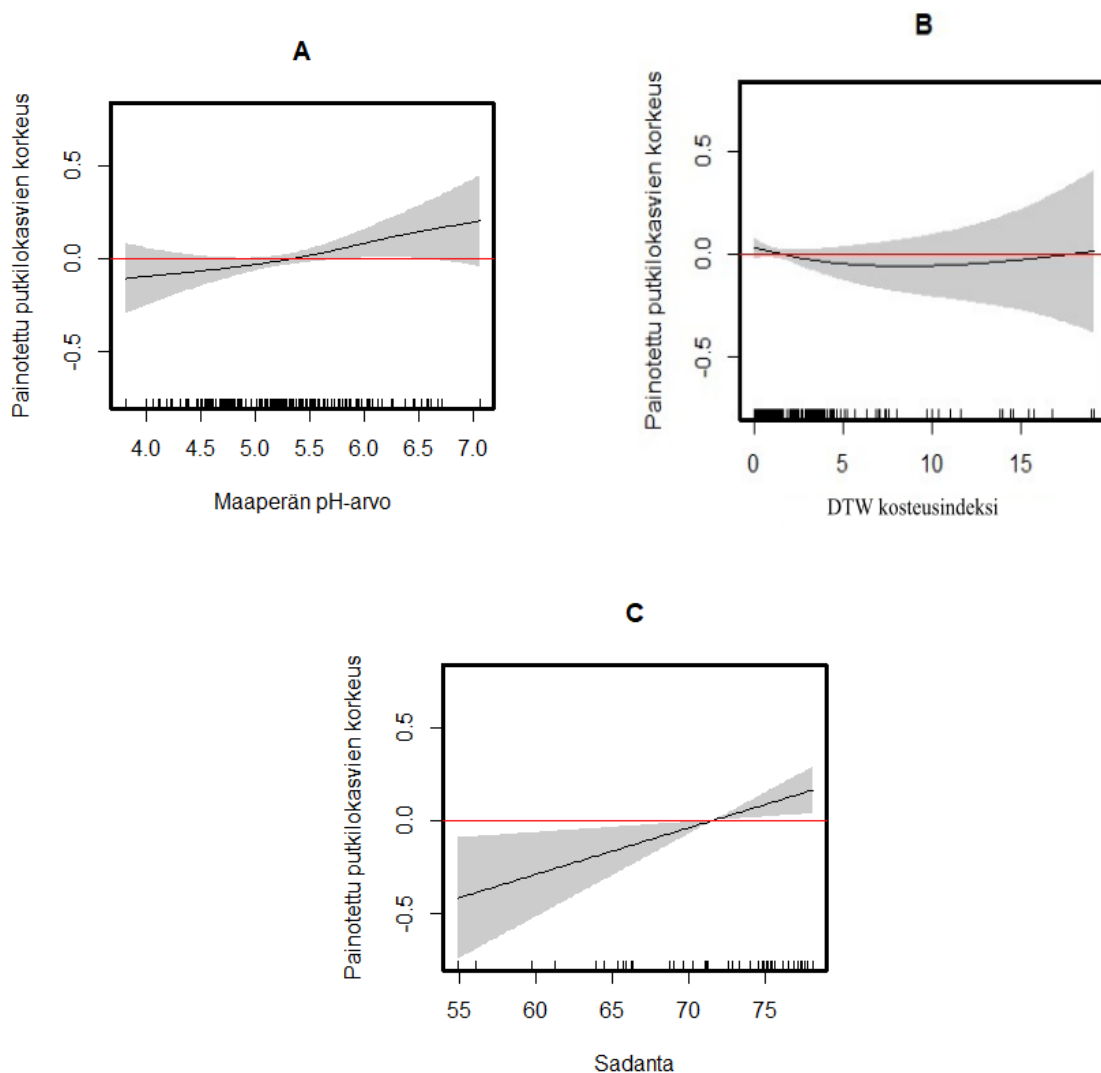 A
Painotettu putkilokasvien korkeus
0.5
0.0
-0.5
4.0 4.5 5.0 5.5 6.0 6.5 7.0
Maaperän pH-arvo
B
Painotettu putkilokasvien korkeus
0.5
0.0
-0.5
0 5 10 15
DTW kosteusindeksi
C
Painotettu putkilokasvien korkeus
0.5
0.0
-0.5
55 60 65 70 75
Sadanta